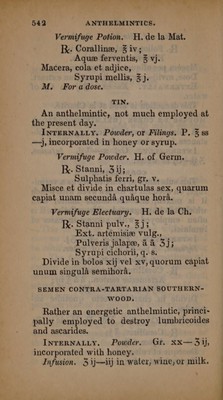 542 ANTHELMINTICS.
Vermifuge Potion. H. de la Mat.
℞. Corallinæ, ℥iv;
Aquæ ferventis, ℥vj.
Macera, cola et adjice,
Syrupi mellis, ℥j.
M. For a dose.
TIN.
An anthelmintic, not much employed at
the present day.
INTERNALLY. Powder, or Filings. P. ℥ss
—j, incorporated in honey or syrup.
Vermifuge Powder. H. of Germ.
℞. Stanni, ʒij;
Sulphatis ferri, gr. v.
Misce et divide in chartulas sex, quarum
capiat unam secundâ quâque horâ.
Vermifuge Electuary. H. de la Ch.
℞. Stanni pulv., ℥j;
Ext. artemisiæ vulg.,
Pulveris jalapæ, ā ā ʒj;
Syrupi cichorii, q. s.
Divide in bolos xij vel xv, quorum capiat
unum singulâ semihorâ.
SEMEN CONTRA-TARTARIAN SOUTHERN-
WOOD.
Rather an energetic anthelmintic, princi-
pally employed to destroy lumbricoides
and ascarides.
INTERNALLY. Powder. Gr. xx—ʒij,
incorporated with honey.
Infusion. ʒij—iij in water, wine, or milk.